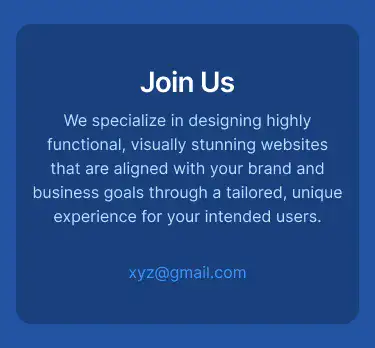 Join Us
We specialize in designing highly
functional, visually stunning websites
that are aligned with your brand and
business goals through a tailored, unique
experience for your intended users.
xyz@gmail.com